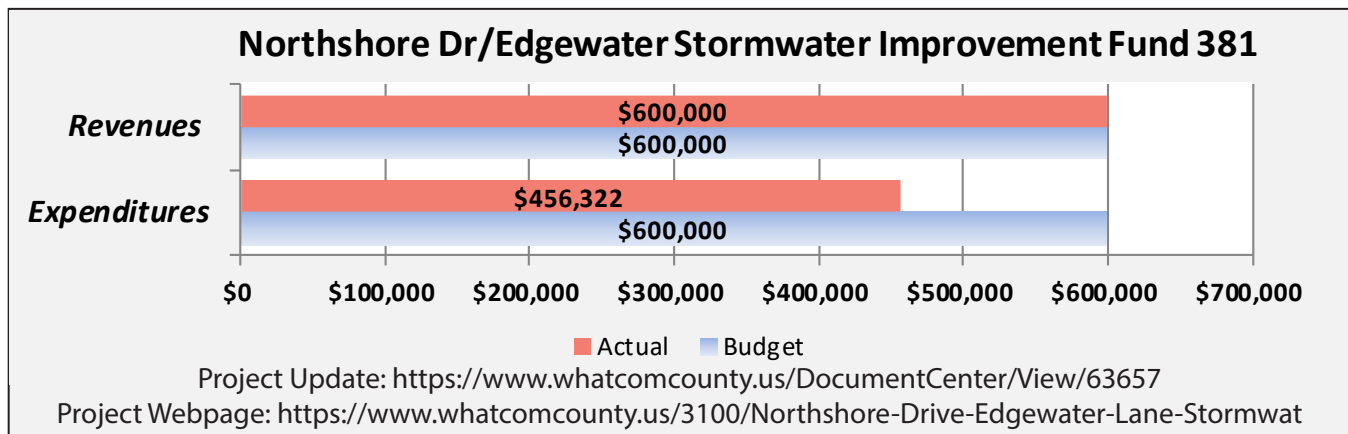 Northshore Dr/Edgewater Stormwater Improvement Fund 381
Revenues
$600,000
$600,000
Expenditures
$456,322
$600,000
$0 $100,000 $200,000 $300,000 $400,000 $500,000 $600,000 $700,000
Actual Budget
Project Update: https://www.whatcomcounty.us/DocumentCenter/View/63657
Project Webpage: https://www.whatcomcounty.us/3100/Northshore-Drive-Edgewater-Lane-Stormwat